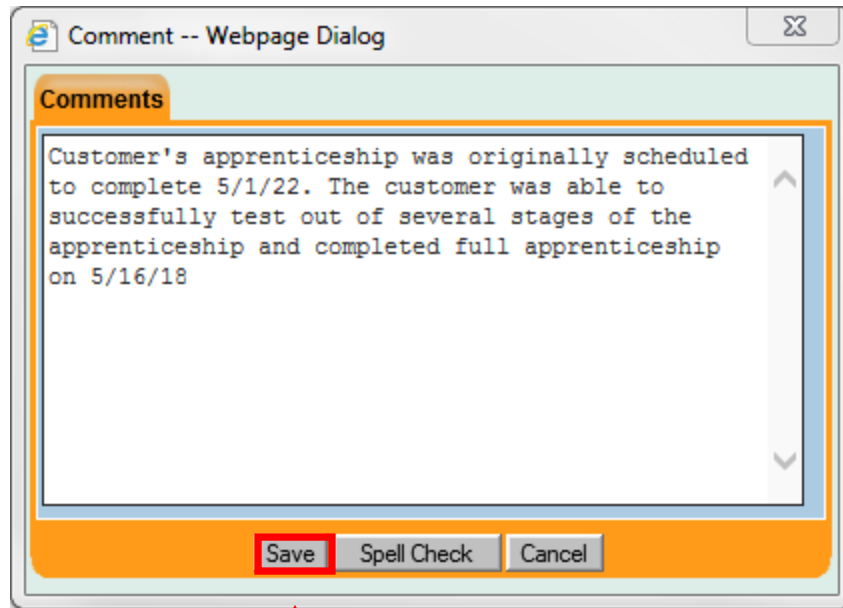 Comment -- Webpage Dialog
Comments
Customer's apprenticeship was originally scheduled
to complete 5/1/22. The customer was able to
successfully test out of several stages of the
apprenticeship and completed full apprenticeship
on 5/16/18
Save Spell Check Cancel